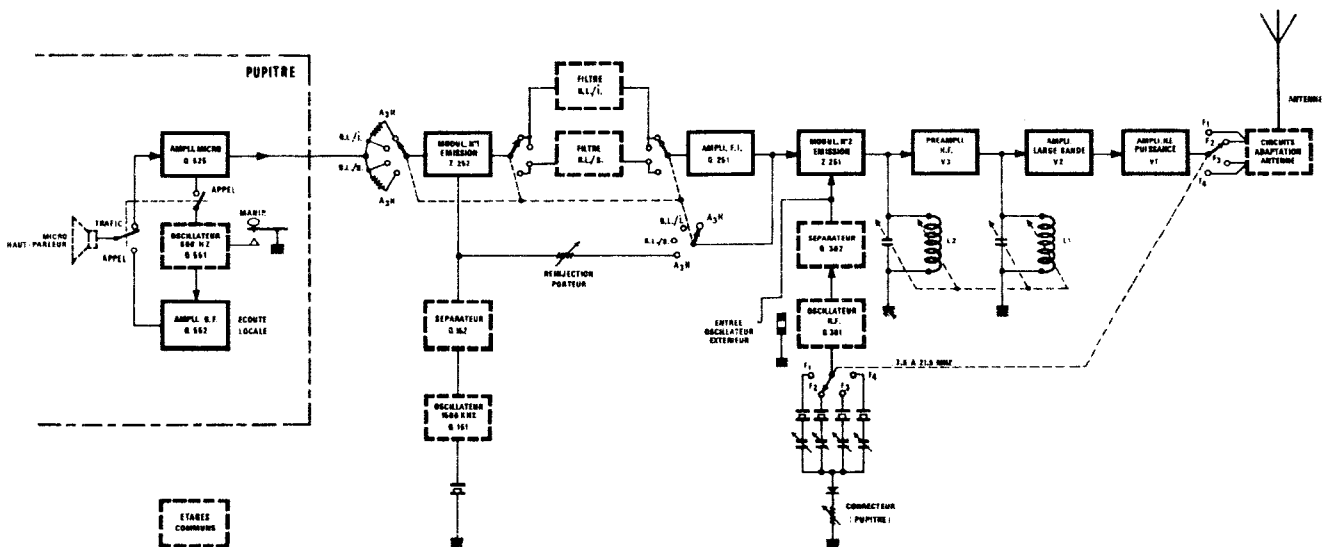 PUPITRE
AMPLI. MICRO
Q.525
APPEL
MANIP.
TRAFIC
MICRO
HAUT-PARLEUR
APPEL
OSCILLATEUR
Q.551
AMPLI. B.F.
Q.552
ECOUTE
LOCALE
A3H
B.L./i.
B.L./s.
A3H
MODUL. N°1
EMISSION
Z.252
FILTRE
B.L./i.
FILTRE
B.L./s.
AMPLI. F.I.
Q.251
B.L./i.
A3H
B.L./s.
A3H
REINJECTION
PORTEUR
SEPARATEUR
Q.162
OSCILLATEUR
Q.161
ETAGES
COMMUNS
MODUL. N°2
EMISSION
Z.251
SEPARATEUR
Q.302
OSCILLATEUR
H.F.
Q.301
ENTREE
OSCILLATEUR
EXTERIEUR
F1
F2
F3
F4
CORRECTEUR
(PUPITRE)
PREAMPLI
H.F.
V3
L2
L1
AMPLI
LARGE BANDE
V2
AMPLI H.F.
PUISSANCE
V1
F1
F2
F3
F4
ANTENNE
CIRCUITS
ADAPTATION
ANTENNE